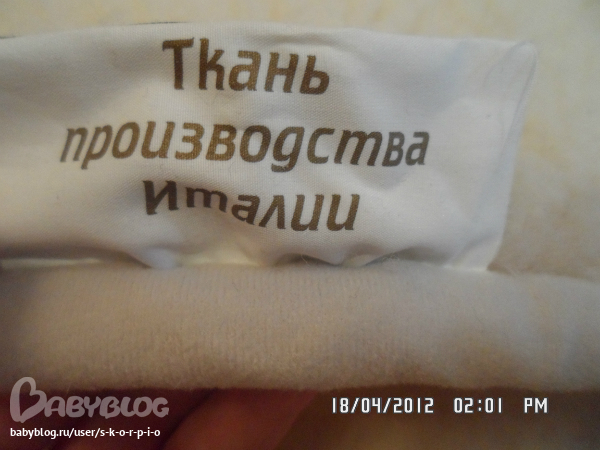 Ткань
производства
Италии
BABYBLOG
babyblog.ru/user/s-k-o-r-p-i-o
18/04/2012 02:01 PM